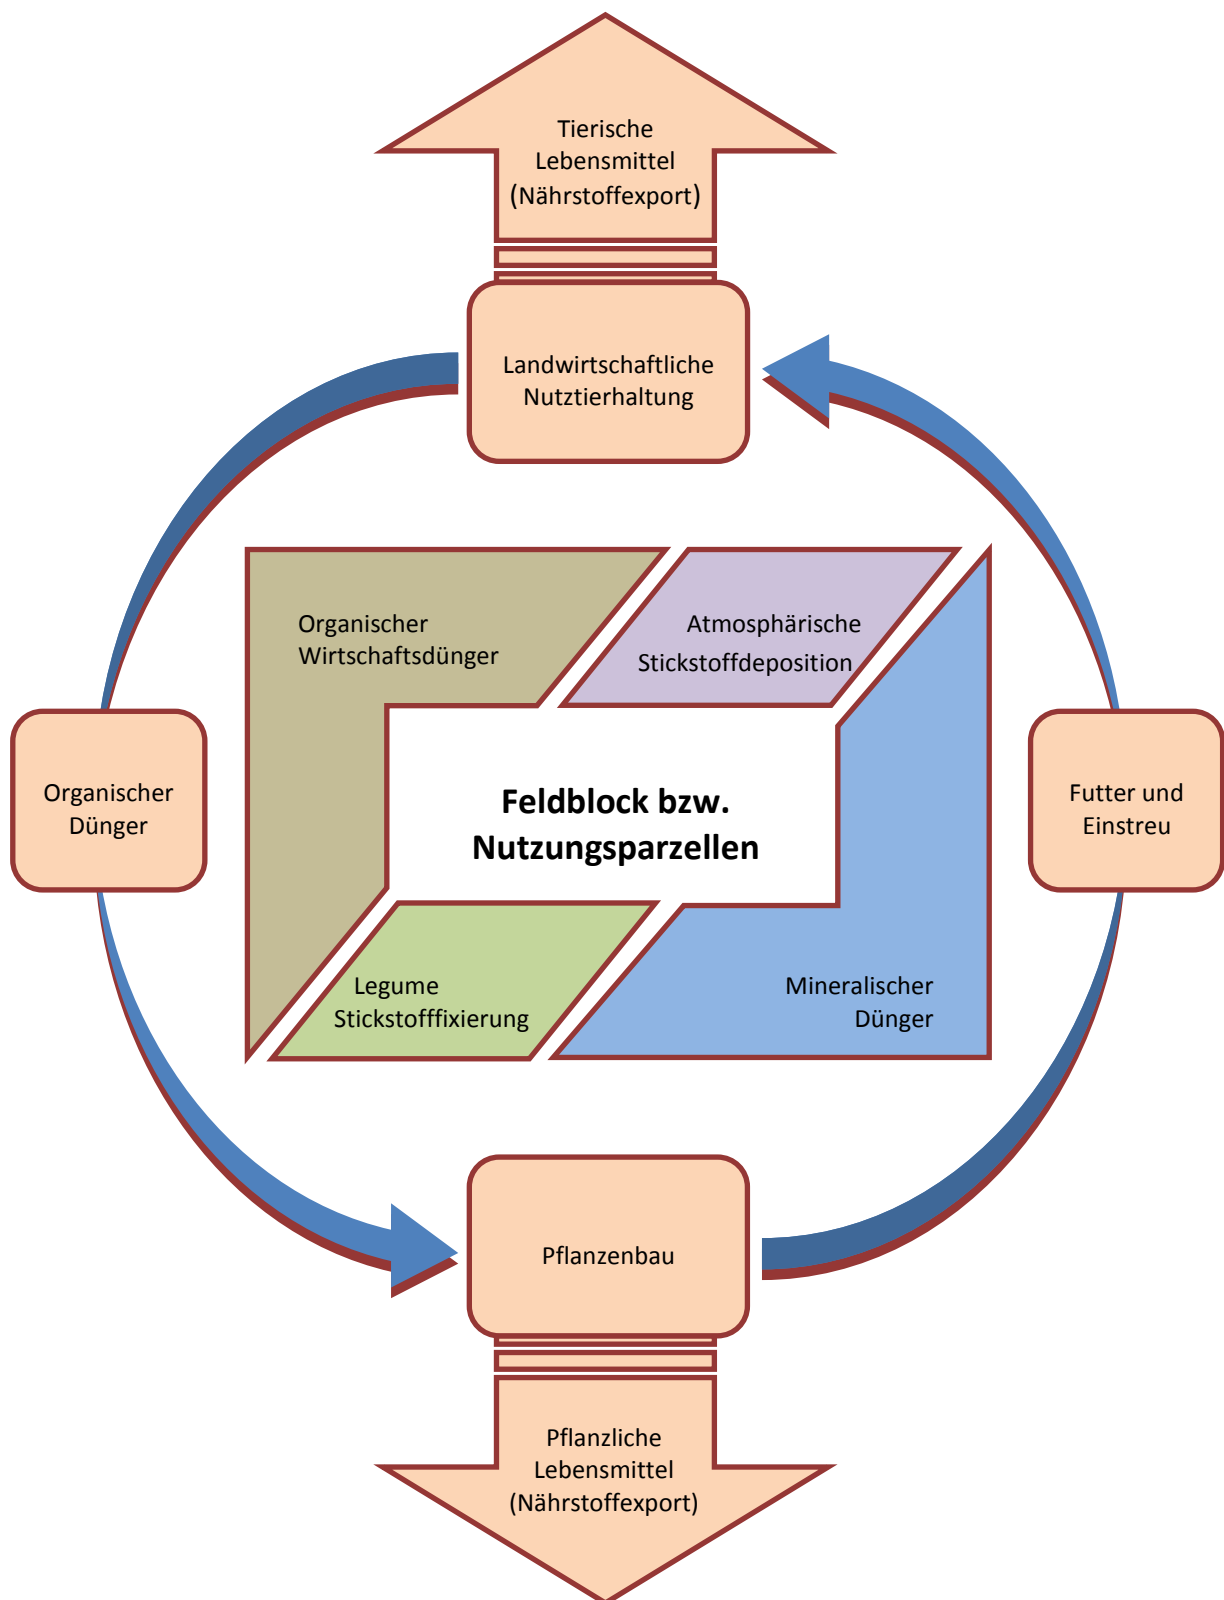 Tierische
Lebensmittel
(Nährstoffexport)
Landwirtschaftliche
Nutztierhaltung
Organischer
Wirtschaftsdünger
Atmosphärische
Stickstoffdeposition
Organischer
Dünger
Feldblock bzw.
Nutzungsparzellen
Futter und
Einstreu
Legume
Stickstofffixierung
Mineralischer
Dünger
Pflanzenbau
Pflanzliche
Lebensmittel
(Nährstoffexport)